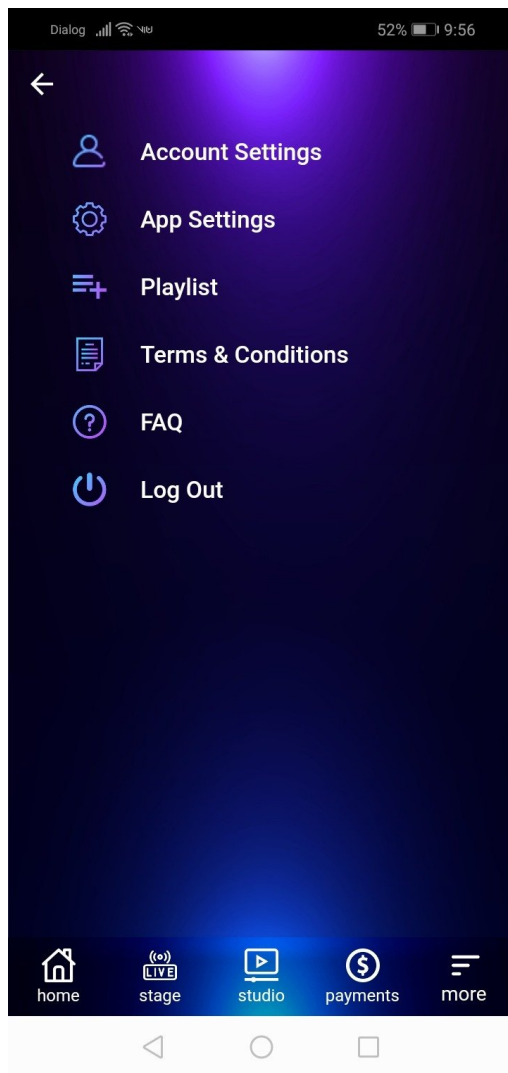 Dialog 52% 9:56
Account Settings
App Settings
Playlist
Terms & Conditions
? FAQ
Log Out
LIVE $
home stage studio payments more